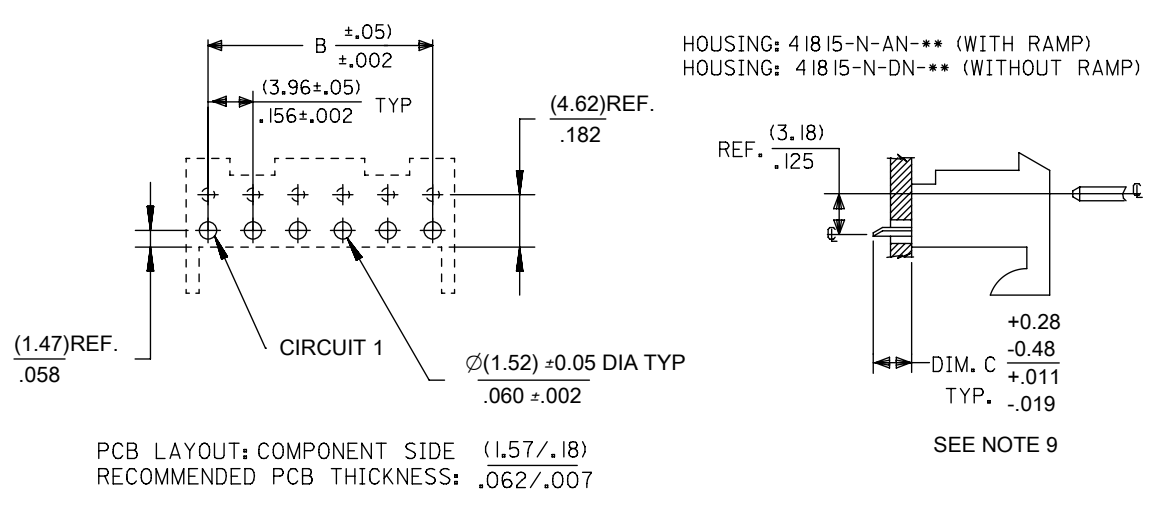 B ±.05)
±.002
(3.96±.05)
.156±.002 TYP
(4.62)REF.
.182
(1.47)REF.
.058
CIRCUIT 1
∅(1.52) ±0.05 DIA TYP
.060 ±.002
PCB LAYOUT: COMPONENT SIDE (1.57/.18)
RECOMMENDED PCB THICKNESS: .062/.007
HOUSING: 41815-N-AN-** (WITH RAMP)
HOUSING: 41815-N-DN-** (WITHOUT RAMP)
REF. (3.18)
.125
℄
℄
+0.28
DIM. C -0.48
TYP. +.011
-.019
SEE NOTE 9